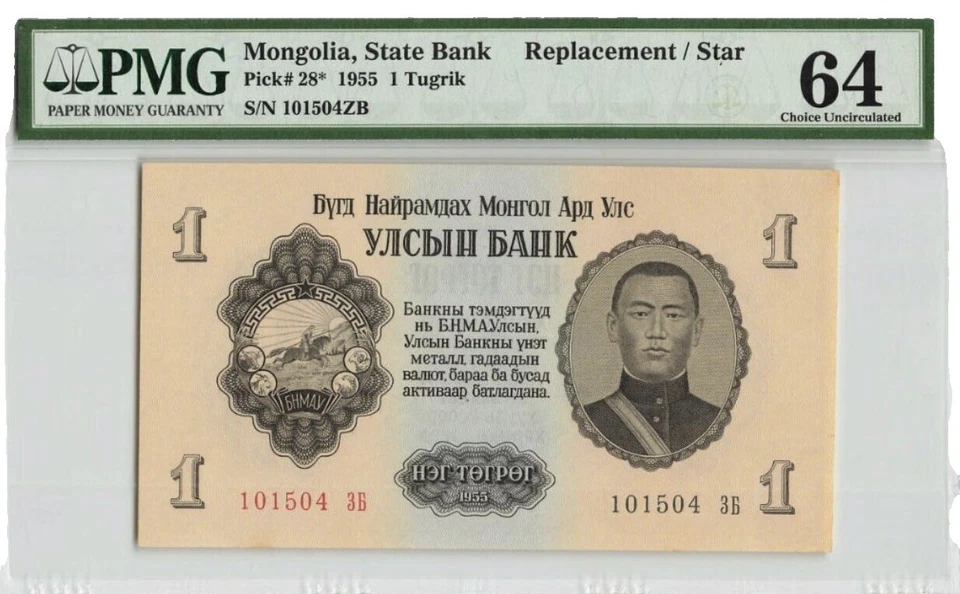 PMG
PAPER MONEY GUARANTY
Mongolia, State Bank Replacement / Star
Pick# 28* 1955 1 Tugrik
S/N 101504ZB
64
Choice Uncirculated
1
1
Бүгд Найрамдах Монгол Ард Улс
УЛСЫН БАНК
Банкны тэмдэгтүүд
нь Б.Н.М.А.Улсын,
Улсын Банкны үнэт
металл, гадаадын
валют, бараа ба бусад
активаар батлагдана.
БНМАУ
НЭГ·ТӨГРӨГ
1955
1
1
101504 ЗБ
101504 ЗБ